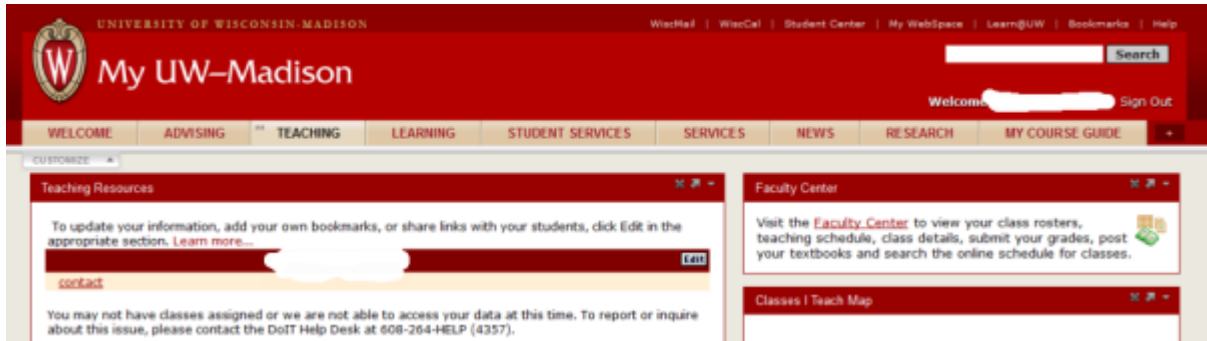 UNIVERSITY OF WISCONSIN-MADISON
WiscMail | WiscCal | Student Center | My WebSpace | Learn@UW | Bookmarks | Help
W My UW–Madison
Search
Welcome Sign Out
WELCOME ADVISING TEACHING LEARNING STUDENT SERVICES SERVICES NEWS RESEARCH MY COURSE GUIDE +
CUSTOMIZE
Teaching Resources
To update your information, add your own bookmarks, or share links with your students, click Edit in the
appropriate section. Learn more...
Edit
contact
You may not have classes assigned or we are not able to access your data at this time. To report or inquire
about this issue, please contact the DoIT Help Desk at 608-264-HELP (4357).
Faculty Center
Visit the Faculty Center to view your class rosters,
teaching schedule, class details, submit your grades, post
your textbooks and search the online schedule for classes.
Classes I Teach Map